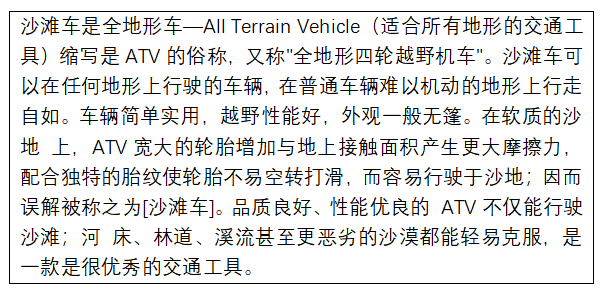 沙滩车是全地形车—All Terrain Vehicle（适合所有地形的交通工
具）缩写是 ATV 的俗称，又称"全地形四轮越野机车"。沙滩车可
以在任何地形上行驶的车辆，在普通车辆难以机动的地形上行走
自如。车辆简单实用，越野性能好，外观一般无篷。在软质的沙
地 上，ATV 宽大的轮胎增加与地上接触面积产生更大摩擦力，
配合独特的胎纹使轮胎不易空转打滑，而容易行驶于沙地；因而
误解被称之为[沙滩车]。品质良好、性能优良的 ATV 不仅能行驶
沙滩；河 床、林道、溪流甚至更恶劣的沙漠都能轻易克服，是
一款是很优秀的交通工具。